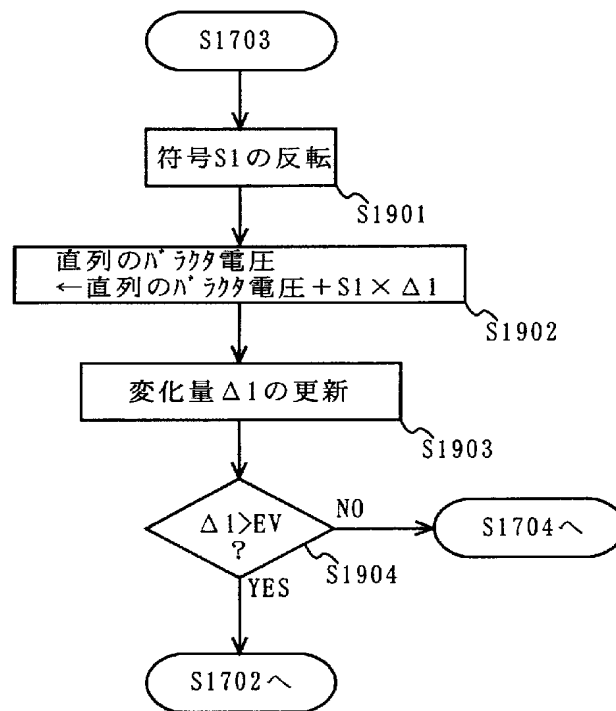 S1703
符号S1の反転
S1901
直列のバラクタ電圧
←直列のバラクタ電圧+S1×Δ1
S1902
変化量Δ1の更新
S1903
Δ1>EV
?
NO
S1704へ
S1904
YES
S1702へ